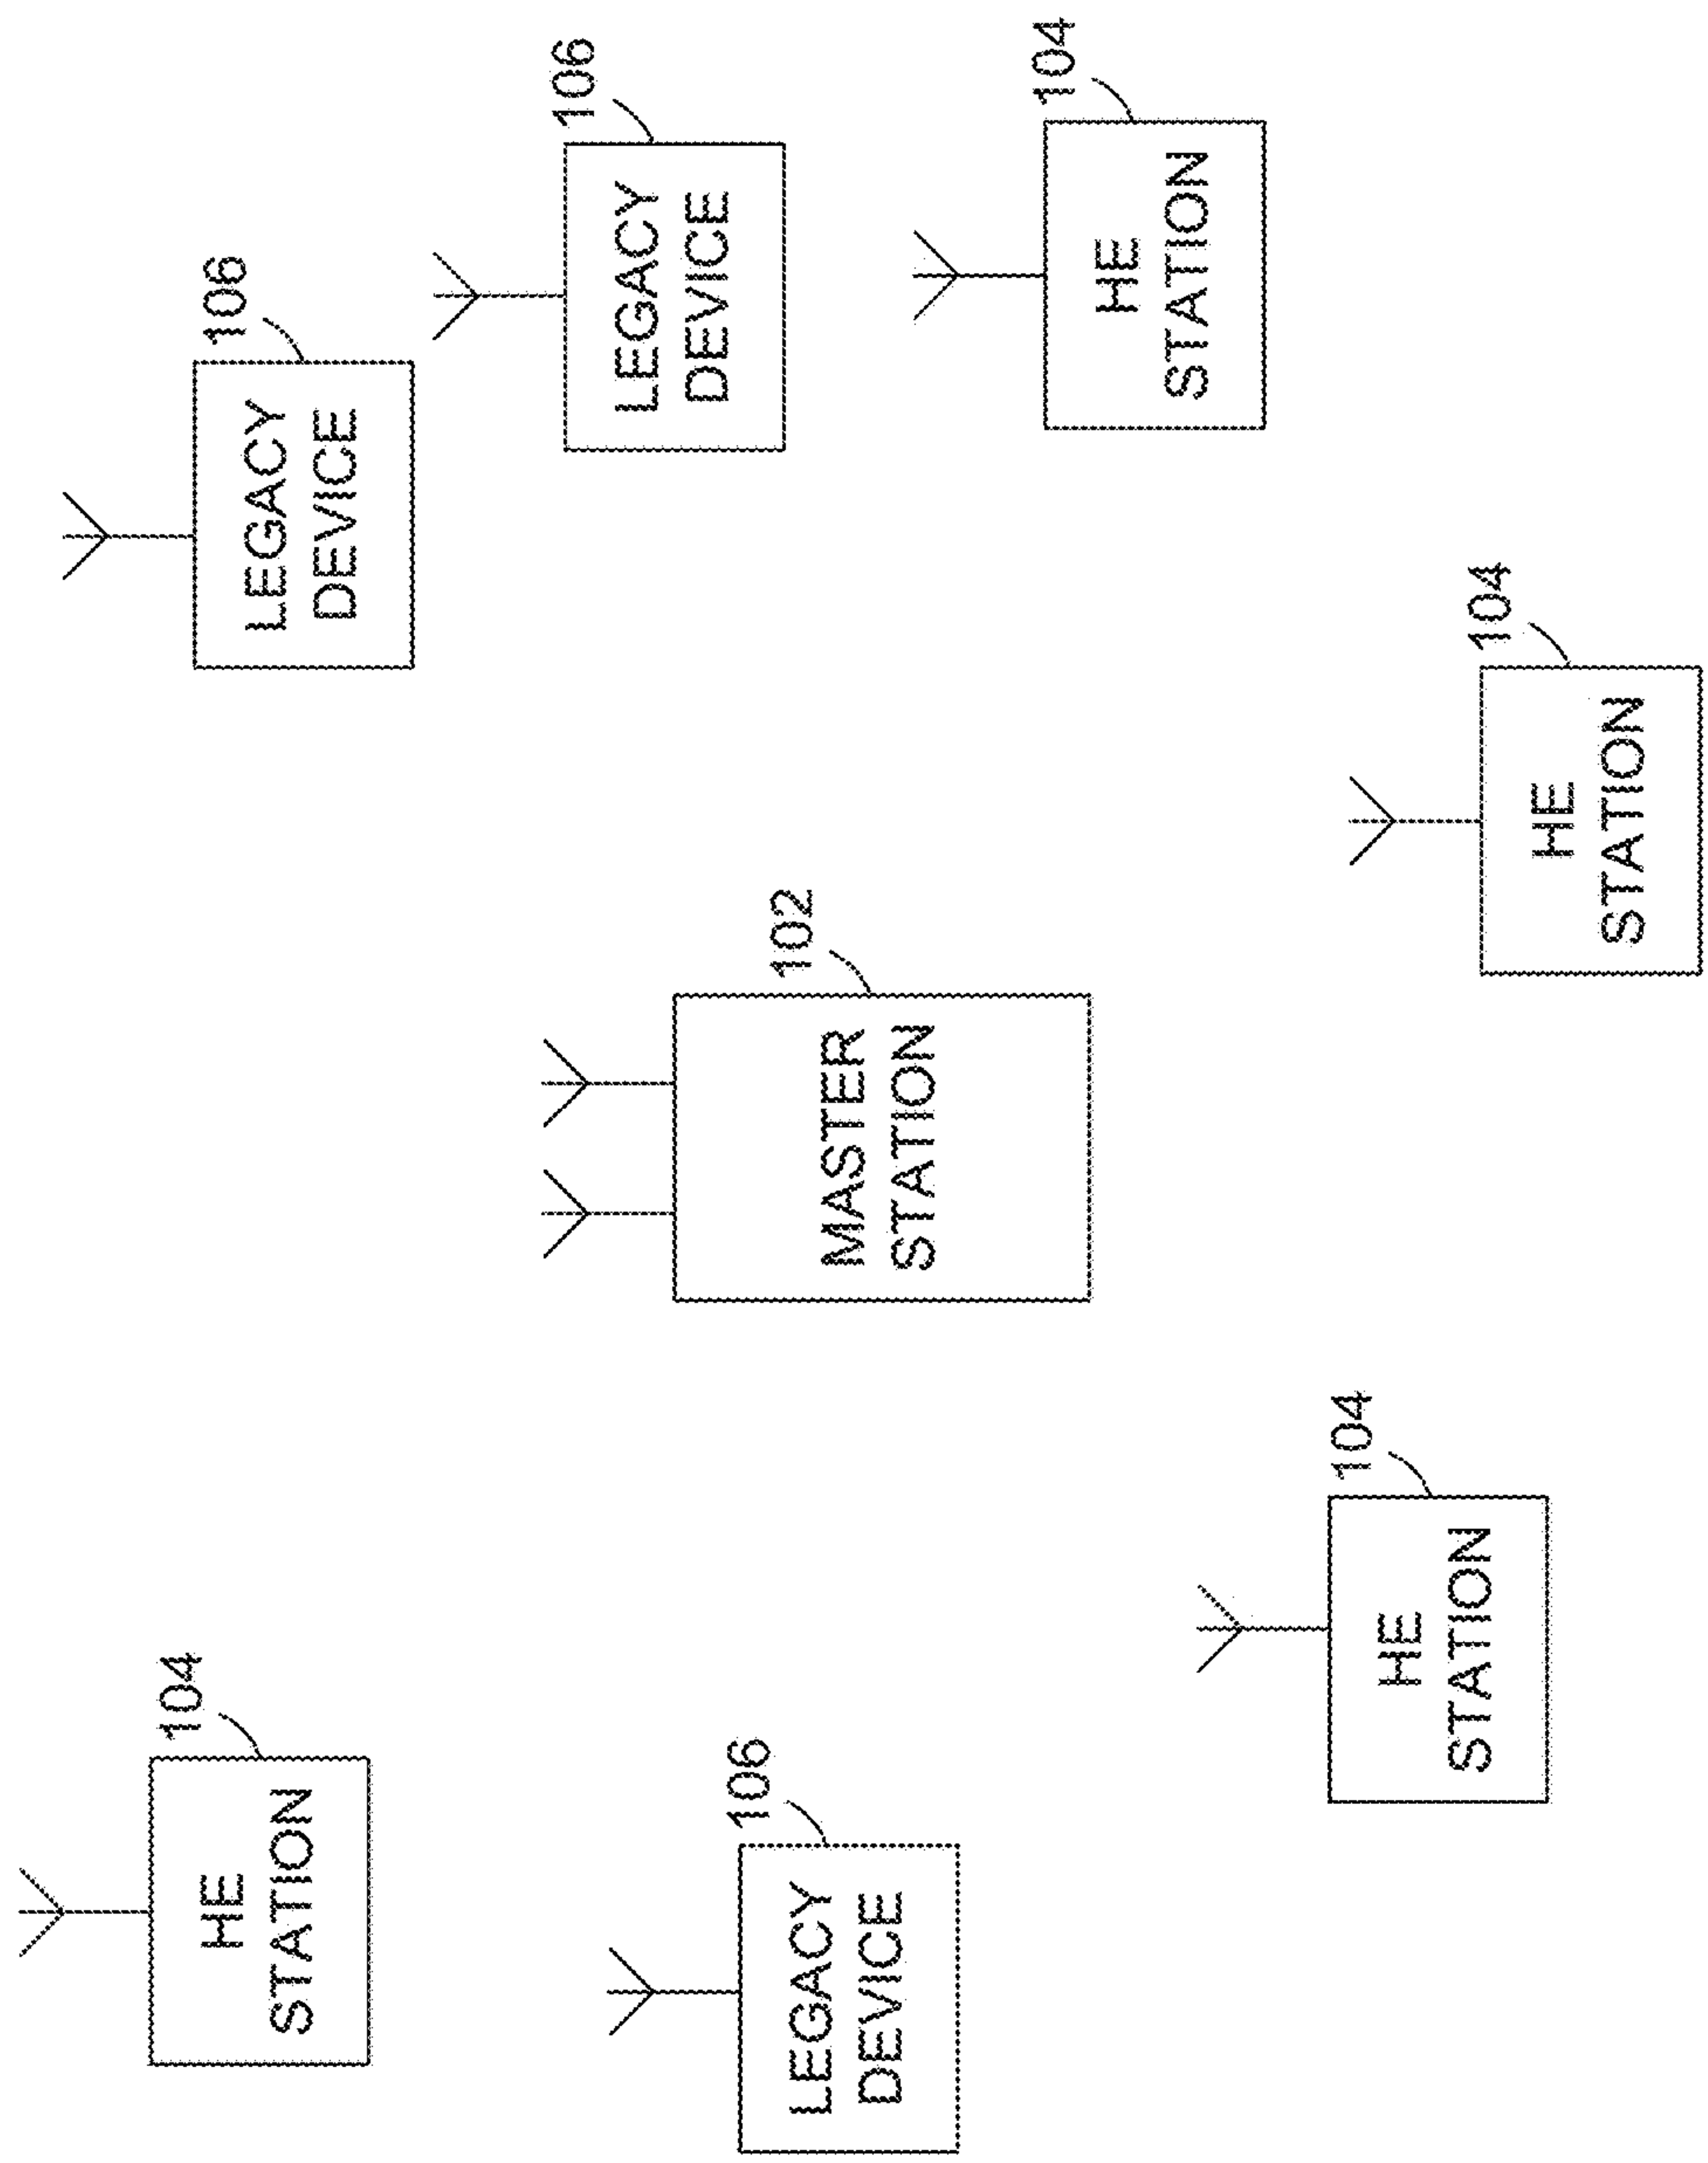 104
HE
STATION
106
LEGACY
DEVICE
106
LEGACY
DEVICE
102
MASTER
STATION
106
LEGACY
DEVICE
104
HE
STATION
104
HE
STATION
104
HE
STATION